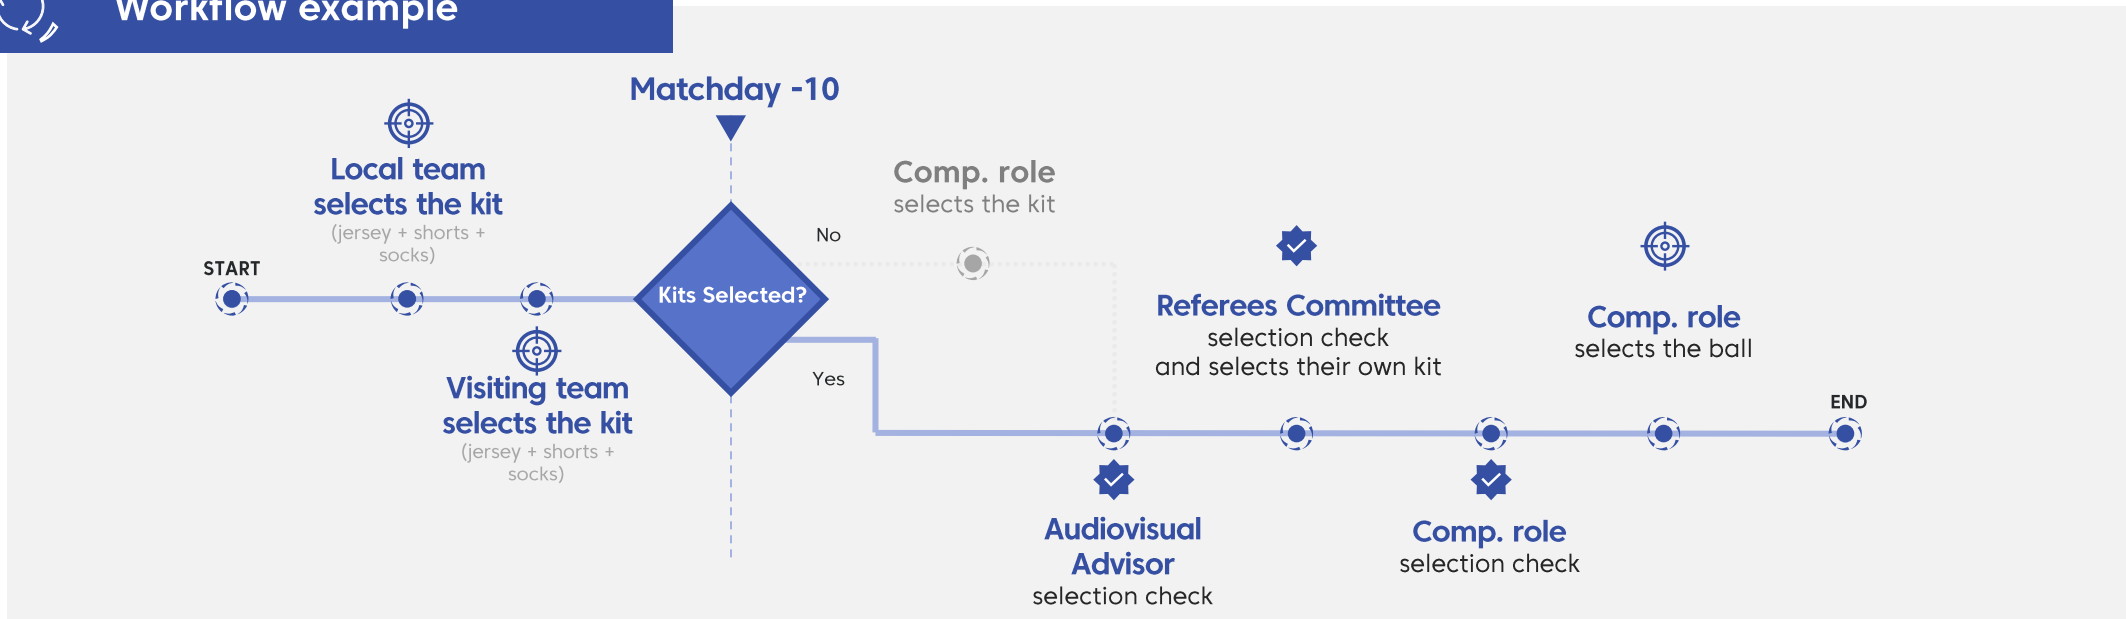 Workflow example
Matchday -10
Local team
selects the kit
(jersey + shorts +
socks)
START
Visiting team
selects the kit
(jersey + shorts +
socks)
Kits Selected?
No
Yes
Comp. role
selects the kit
Audiovisual
Advisor
selection check
Referees Committee
selection check
and selects their own kit
Comp. role
selection check
Comp. role
selects the ball
END